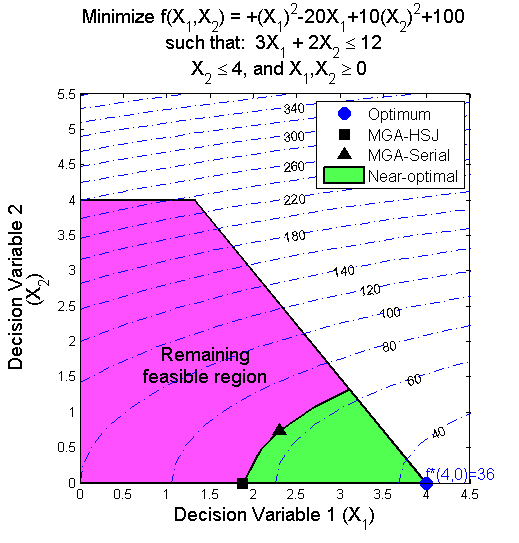 Minimize f(X₁,X₂) = +(X₁)²-20X₁+10(X₂)²+100
such that: 3X₁ + 2X₂ ≤ 12
X₂ ≤ 4, and X₁,X₂ ≥ 0
5.5
5
4.5
4
3.5
3
2.5
2
1.5
1
0.5
0
Decision Variable 2
(X₂)
340
300
260
220
180
140
120
100
80
60
40
Optimum
MGA-HSJ
MGA-Serial
Near-optimal
Remaining
feasible region
f*(4,0)=36
0 0.5 1 1.5 2 2.5 3 3.5 4 4.5
Decision Variable 1 (X₁)